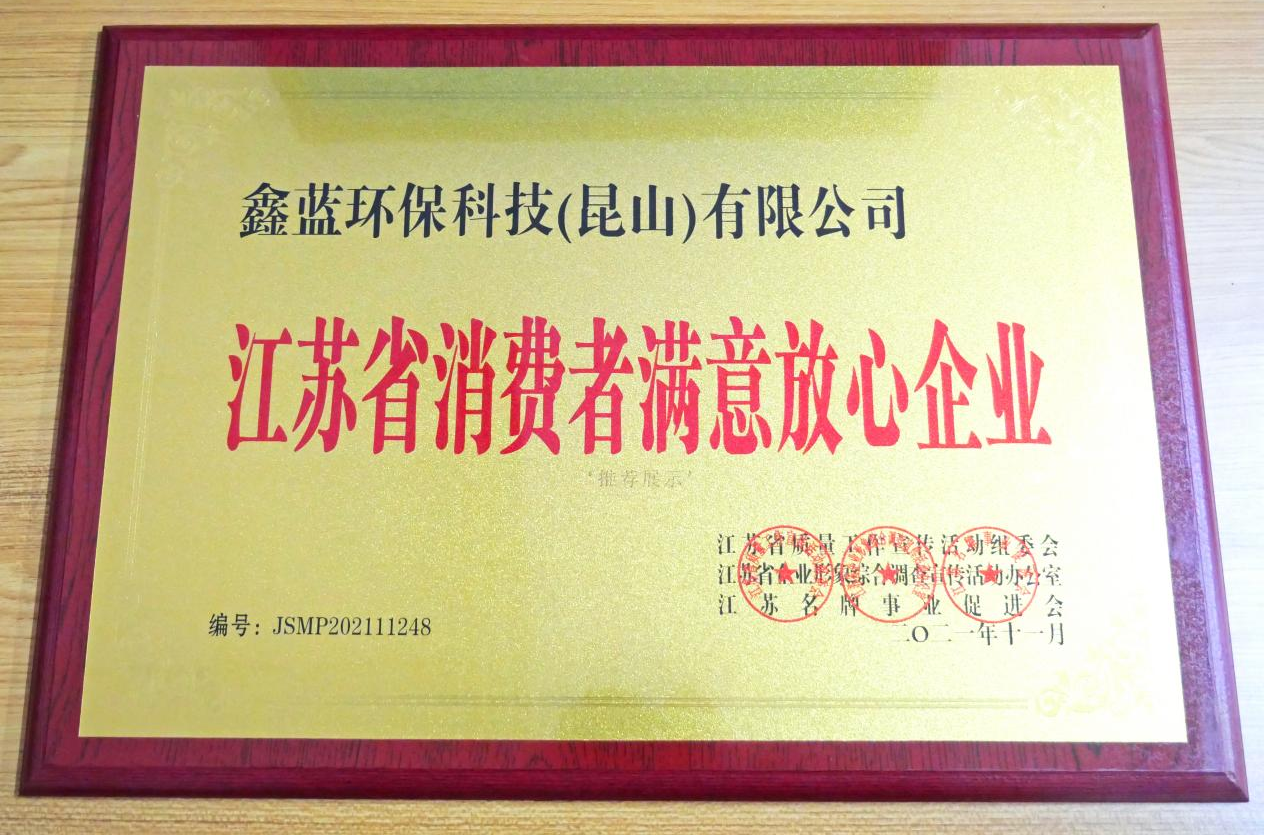 鑫蓝环保科技(昆山)有限公司
江苏省消费者满意放心企业
‘推荐展示’
江苏省质量工作宣传活动组委会
江苏省企业形象综合调查宣传活动办公室
江苏名牌事业促进会
二〇二一年十一月
编号：JSMP202111248